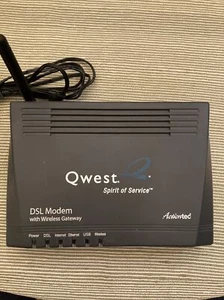 Qwest.
Spirit of Service™
DSL Modem
with Wireless Gateway
Actiontec
Power DSL Internet Ethernet USB Wireless